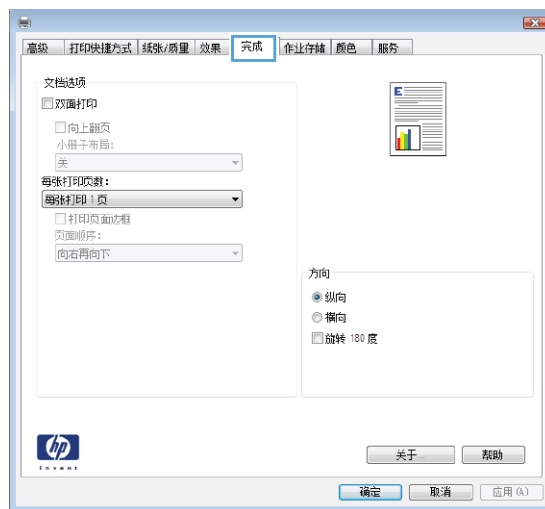 高级 打印快捷方式 纸张/质量 效果 完成 作业存储 颜色 服务
文档选项
双面打印
向上翻页
小册子布局:
关
每张打印页数:
每张打印 1 页
打印页面边框
页面顺序:
向右再向下
E
方向
纵向
横向
旋转 180 度
hp
invent
关于... 帮助
确定 取消 应用 (A)